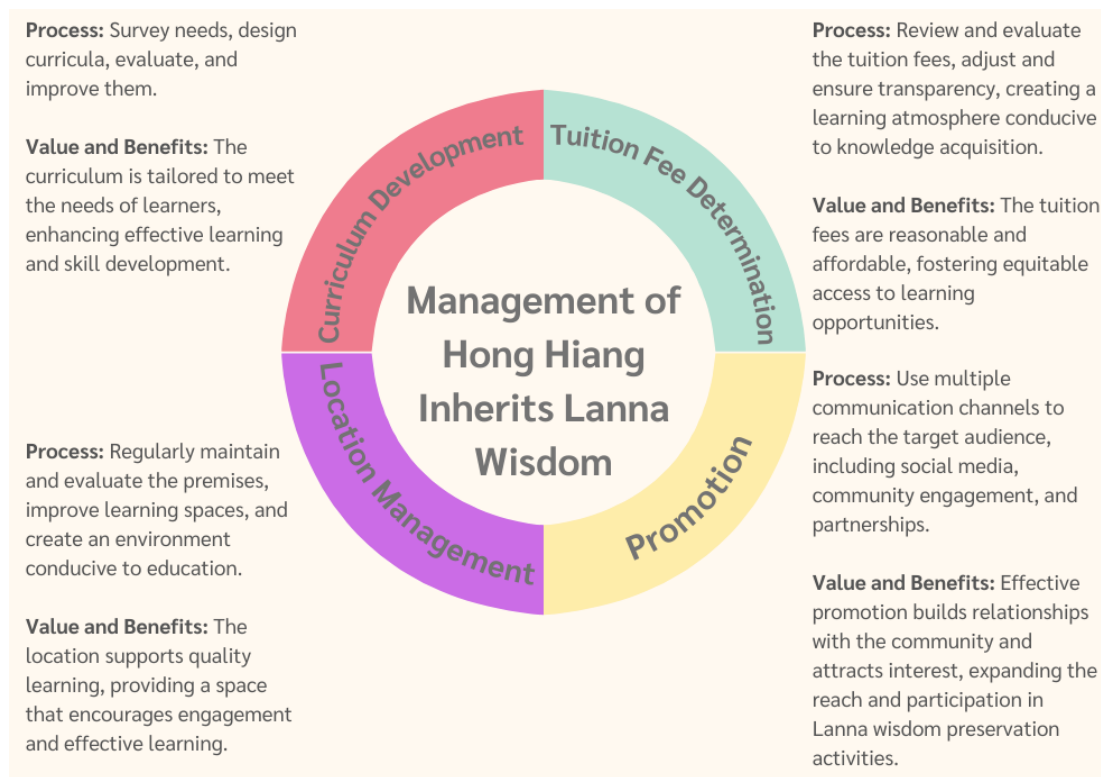 Process: Survey needs, design
curricula, evaluate, and
improve them.
Value and Benefits: The
curriculum is tailored to meet
the needs of learners,
enhancing effective learning
and skill development.
Curriculum Development
Tuition Fee Determination
Process: Review and evaluate
the tuition fees, adjust and
ensure transparency, creating a
learning atmosphere conducive
to knowledge acquisition.
Value and Benefits: The tuition
fees are reasonable and
affordable, fostering equitable
access to learning
opportunities.
Management of
Hong Hiang
Inherits Lanna
Wisdom
Process: Regularly maintain
and evaluate the premises,
improve learning spaces, and
create an environment
conducive to education.
Value and Benefits: The
location supports quality
learning, providing a space
that encourages engagement
and effective learning.
Location Management
Promotion
Process: Use multiple
communication channels to
reach the target audience,
including social media,
community engagement, and
partnerships.
Value and Benefits: Effective
promotion builds relationships
with the community and
attracts interest, expanding the
reach and participation in
Lanna wisdom preservation
activities.